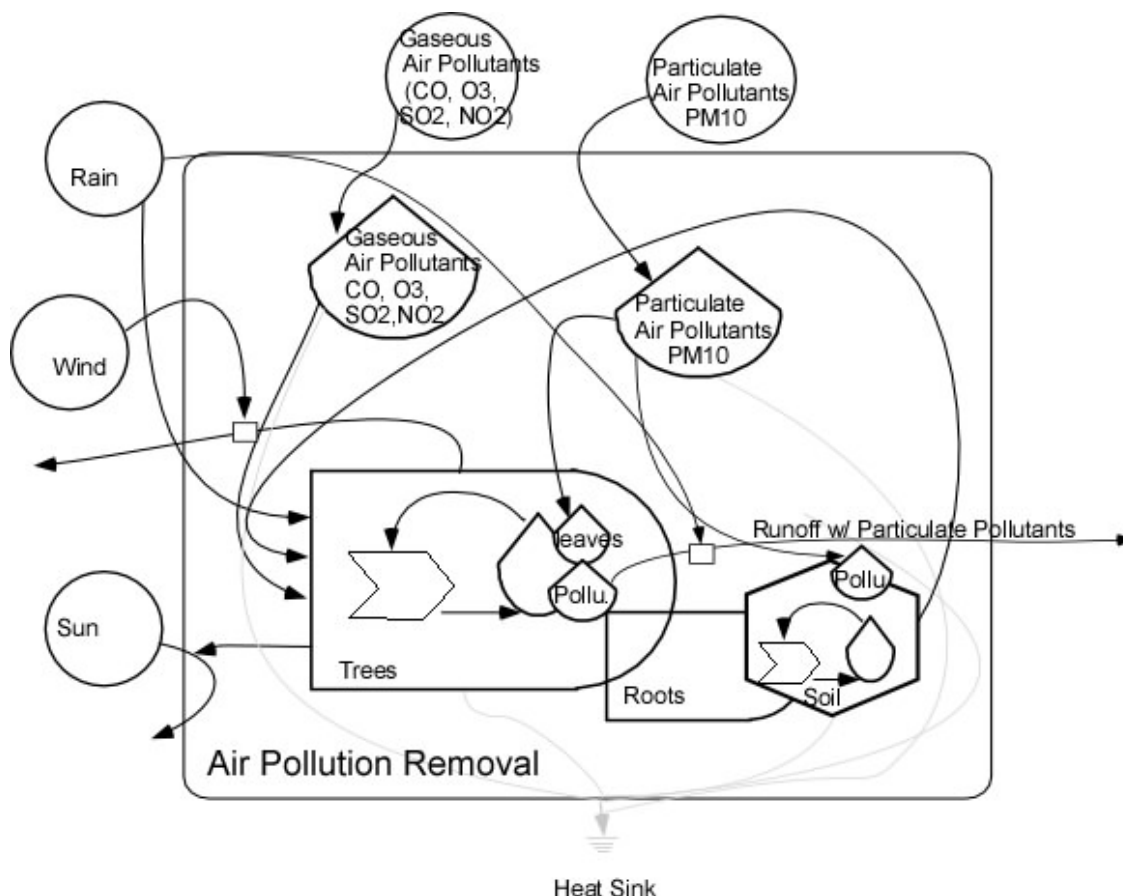 Gaseous
Air Pollutants
(CO, O3,
SO2, NO2)
Particulate
Air Pollutants
PM10
Rain
Gaseous
Air Pollutants
CO, O3,
SO2,NO2
Particulate
Air Pollutants
PM10
Wind
Runoff w/ Particulate Pollutants
leaves
Pollu.
Pollu
Sun
Trees
Roots
Soil
Air Pollution Removal
Heat Sink